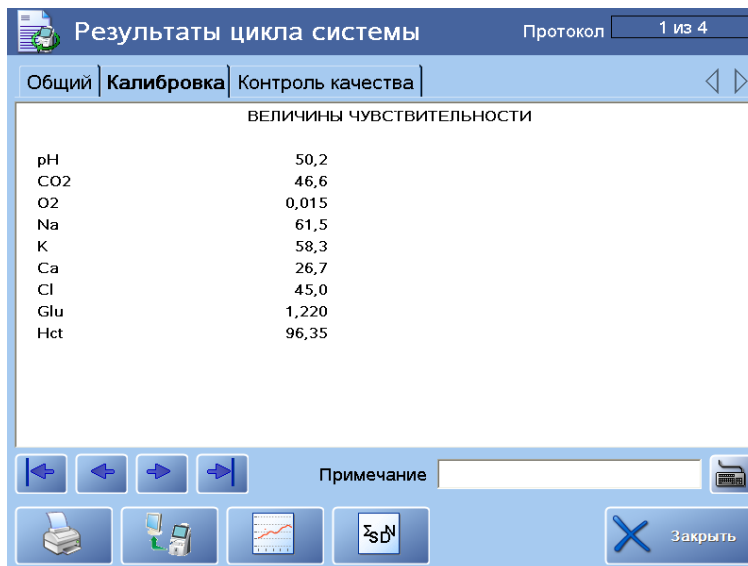 Результаты цикла системы
Протокол 1 из 4
Общий Калибровка Контроль качества
ВЕЛИЧИНЫ ЧУВСТВИТЕЛЬНОСТИ
pH 50,2
CO2 46,6
O2 0,015
Na 61,5
K 58,3
Ca 26,7
Cl 45,0
Glu 1,220
Hct 96,35
Примечание
ΣSDN
Закрыть